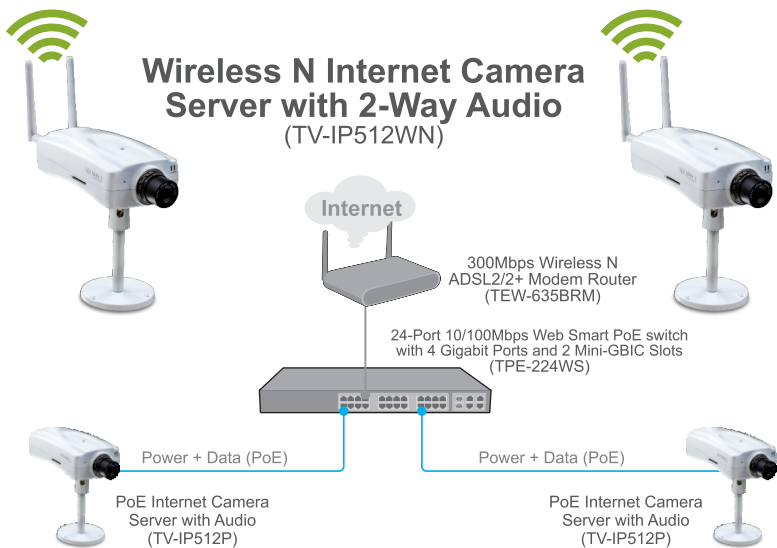 Wireless N Internet Camera
Server with 2-Way Audio
(TV-IP512WN)
Internet
300Mbps Wireless N
ADSL2/2+ Modem Router
(TEW-635BRM)
24-Port 10/100Mbps Web Smart PoE switch
with 4 Gigabit Ports and 2 Mini-GBIC Slots
(TPE-224WS)
Power + Data (PoE)
Power + Data (PoE)
PoE Internet Camera
Server with Audio
(TV-IP512P)
PoE Internet Camera
Server with Audio
(TV-IP512P)